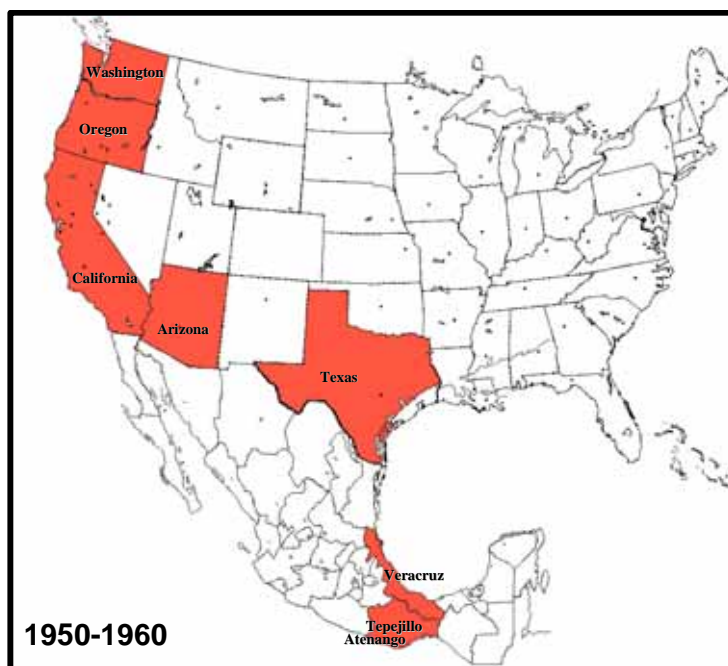 Washington
Oregon
California
Arizona
Texas
Veracruz
Tepejillo
Atenango
1950-1960